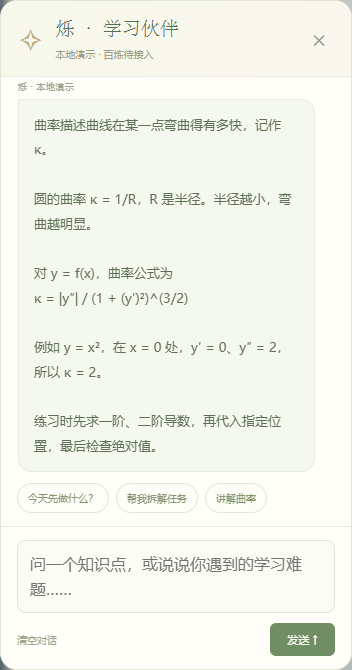 烁 · 学习伙伴
本地演示 · 百炼待接入
×
烁 · 本地演示
曲率描述曲线在某一点弯曲得有多快，记作
κ。
圆的曲率 κ = 1/R，R 是半径。半径越小，弯
曲越明显。
对 y = f(x)，曲率公式为
κ = |y″| / (1 + (y′)²)^(3/2)
例如 y = x²，在 x = 0 处，y′ = 0、y″ = 2，
所以 κ = 2。
练习时先求一阶、二阶导数，再代入指定位
置，最后检查绝对值。
今天先做什么？ 帮我拆解任务 讲解曲率
问一个知识点，或说说你遇到的学习难
题……
清空对话 发送↑